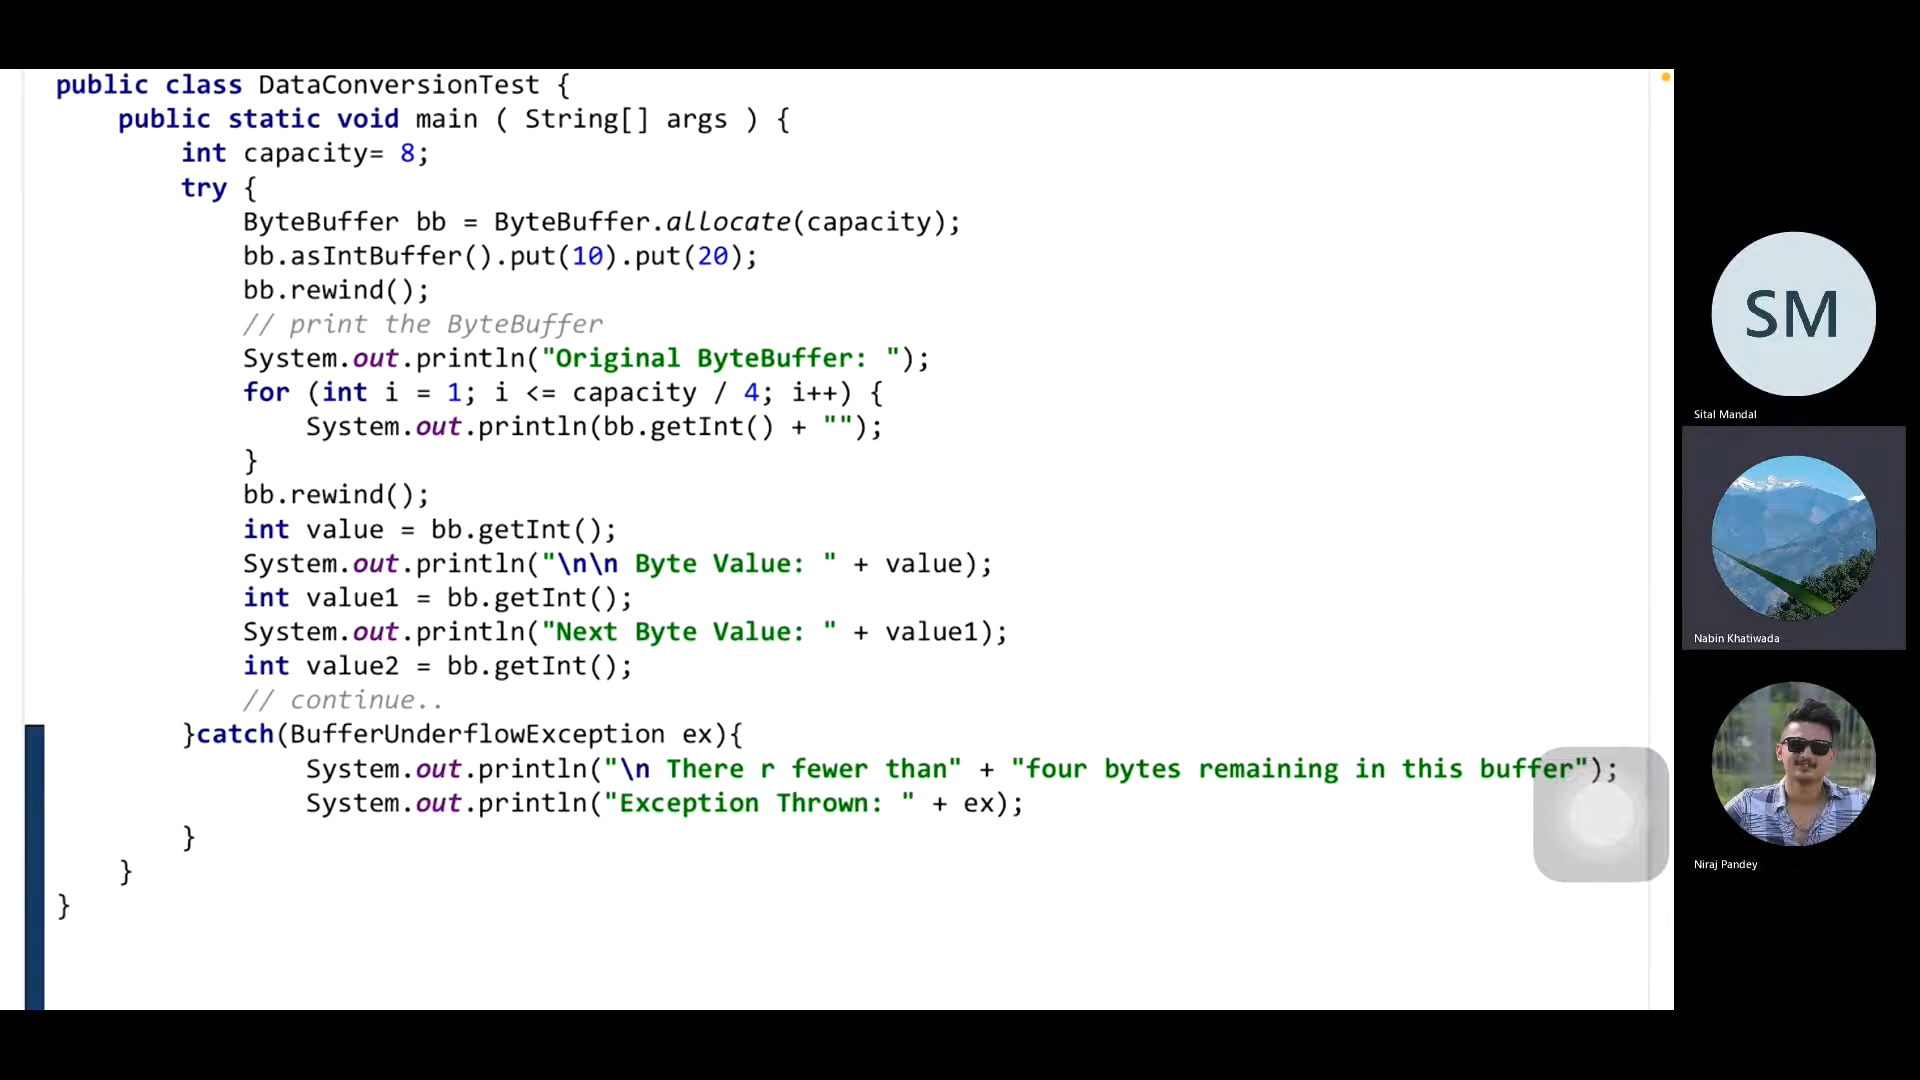 public class DataConversionTest {
public static void main ( String[] args ) {
int capacity= 8;
try {
ByteBuffer bb = ByteBuffer.allocate(capacity);
bb.asIntBuffer().put(10).put(20);
bb.rewind();
// print the ByteBuffer
System.out.println("Original ByteBuffer: ");
for (int i = 1; i <= capacity / 4; i++) {
System.out.println(bb.getInt() + "");
}
bb.rewind();
int value = bb.getInt();
System.out.println("\n\n Byte Value: " + value);
int value1 = bb.getInt();
System.out.println("Next Byte Value: " + value1);
int value2 = bb.getInt();
// continue..
}catch(BufferUnderflowException ex){
System.out.println("\n There r fewer than" + "four bytes remaining in this buffer");
System.out.println("Exception Thrown: " + ex);
}
}
}
SM
Sital Mandal
Nabin Khatiwada
Niraj Pandey